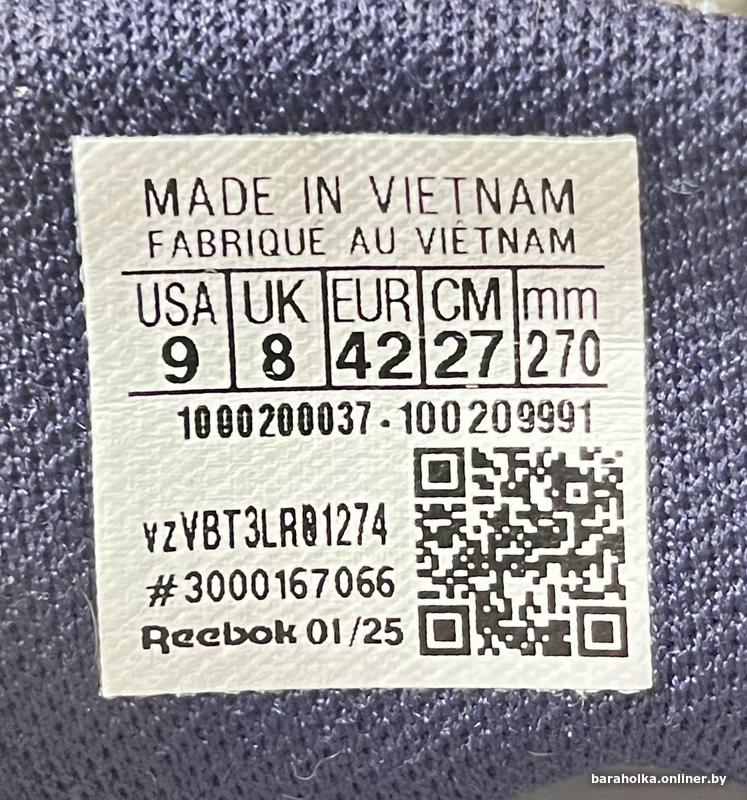 MADE IN VIETNAM
FABRIQUE AU VIÊTNAM
USA UK EUR CM mm
9 8 42 27 270
1000200037 - 100209991
vzVBT3LR01274
#3000167066
Reebok 01/25
baraholka.onliner.by